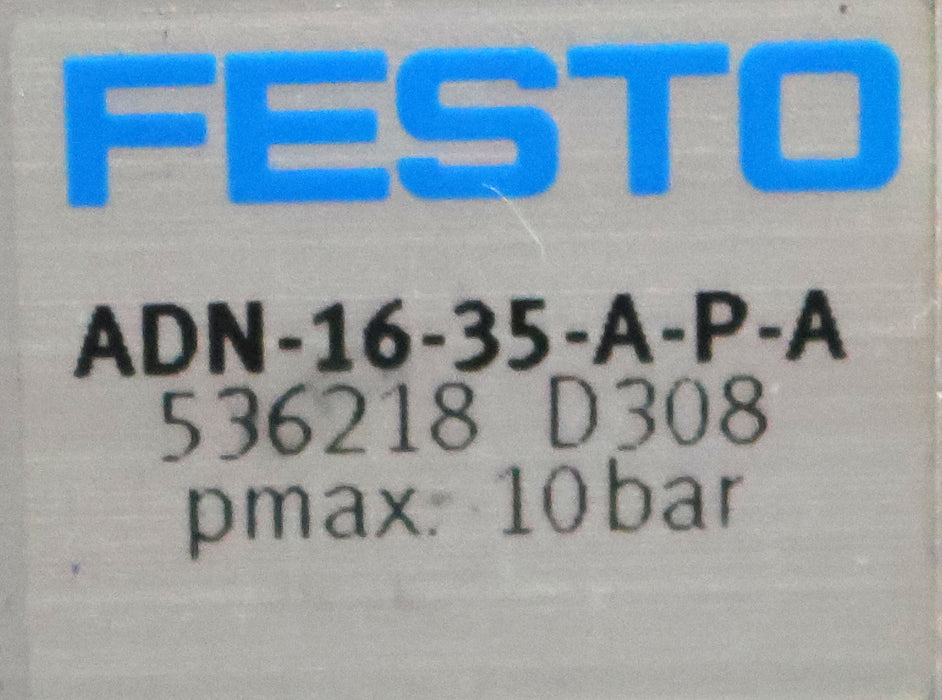 FESTO
ADN-16-35-A-P-A
536218 D308
pmax. 10bar